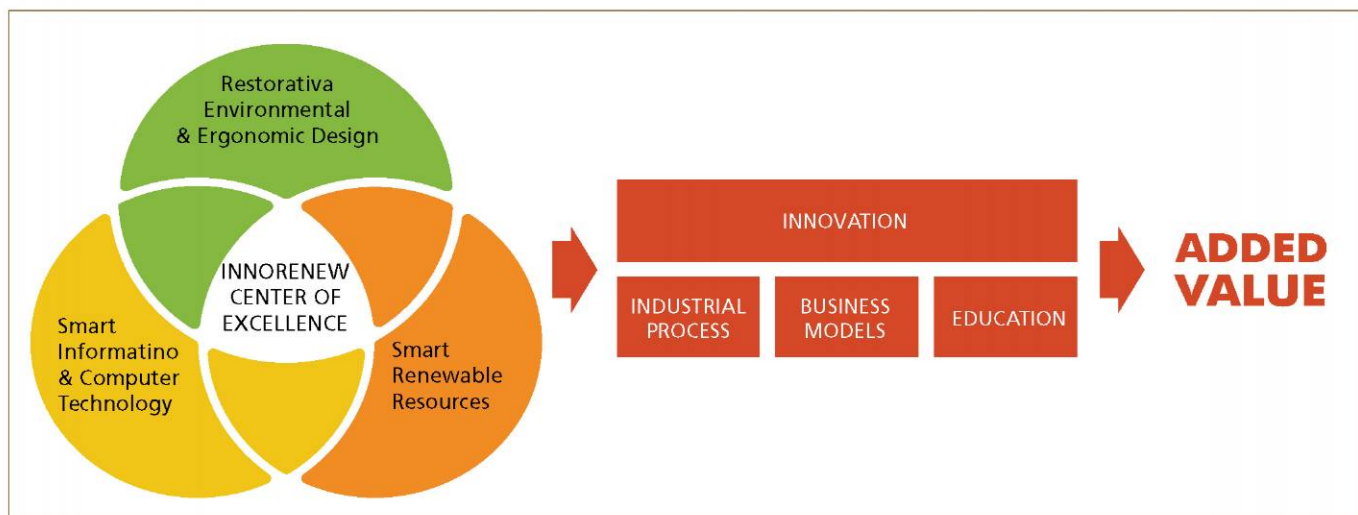 Restorativa
Environmental
& Ergonomic Design
INNORENEW
CENTER OF
EXCELLENCE
Smart
Informatino
& Computer
Technology
Smart
Renewable
Resources
INNOVATION
INDUSTRIAL
PROCESS
BUSINESS
MODELS
EDUCATION
ADDED
VALUE